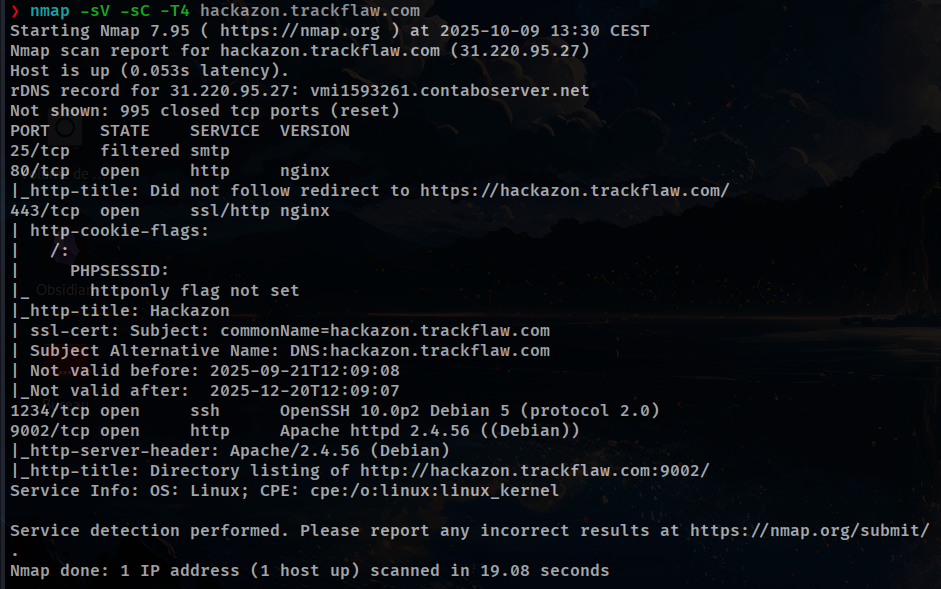 ❯ nmap -sV -sC -T4 hackazon.trackflaw.com
Starting Nmap 7.95 ( https://nmap.org ) at 2025-10-09 13:30 CEST
Nmap scan report for hackazon.trackflaw.com (31.220.95.27)
Host is up (0.053s latency).
rDNS record for 31.220.95.27: vmi1593261.contaboserver.net
Not shown: 995 closed tcp ports (reset)
PORT     STATE    SERVICE  VERSION
25/tcp   filtered smtp
80/tcp   open     http     nginx
|_http-title: Did not follow redirect to https://hackazon.trackflaw.com/
443/tcp  open     ssl/http nginx
| http-cookie-flags:
|   /:
|     PHPSESSID:
|_      httponly flag not set
|_http-title: Hackazon
| ssl-cert: Subject: commonName=hackazon.trackflaw.com
| Subject Alternative Name: DNS:hackazon.trackflaw.com
| Not valid before: 2025-09-21T12:09:08
|_Not valid after:  2025-12-20T12:09:07
1234/tcp open     ssh      OpenSSH 10.0p2 Debian 5 (protocol 2.0)
9002/tcp open     http     Apache httpd 2.4.56 ((Debian))
|_http-server-header: Apache/2.4.56 (Debian)
|_http-title: Directory listing of http://hackazon.trackflaw.com:9002/
Service Info: OS: Linux; CPE: cpe:/o:linux:linux_kernel

Service detection performed. Please report any incorrect results at https://nmap.org/submit/
.
Nmap done: 1 IP address (1 host up) scanned in 19.08 seconds